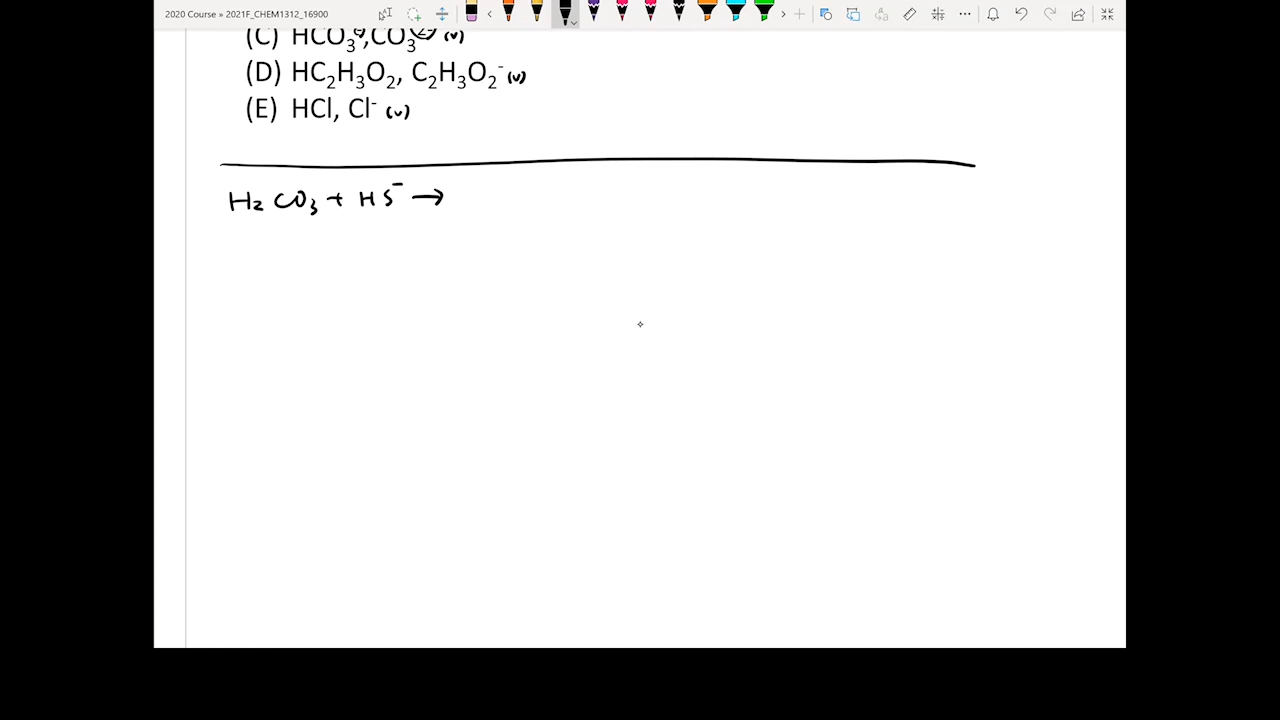 2020 Course » 2021F_CHEM1312_16900
(C) HCO₃⁻, CO₃²⁻ (v)
(D) HC₂H₃O₂, C₂H₃O₂⁻ (v)
(E) HCl, Cl⁻ (v)
H₂CO₃ + HS⁻ →